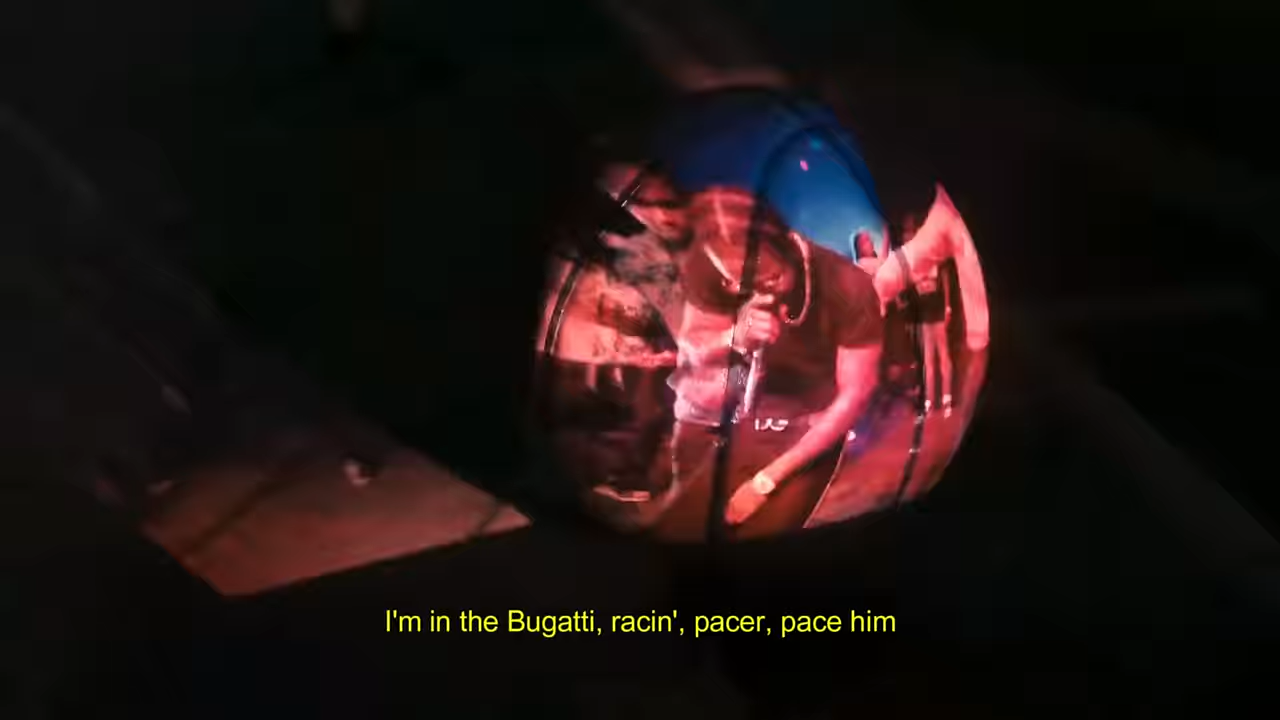 I'm in the Bugatti, racin', pacer, pace him